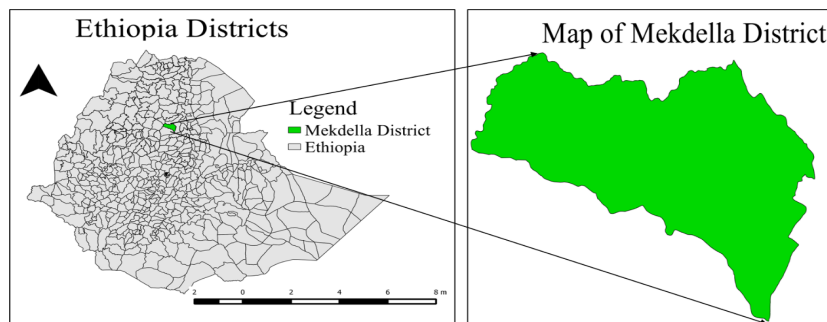 Ethiopia Districts
Legend
Mekdella District
Ethiopia
2 0 2 4 6 8 m
Map of Mekdella District